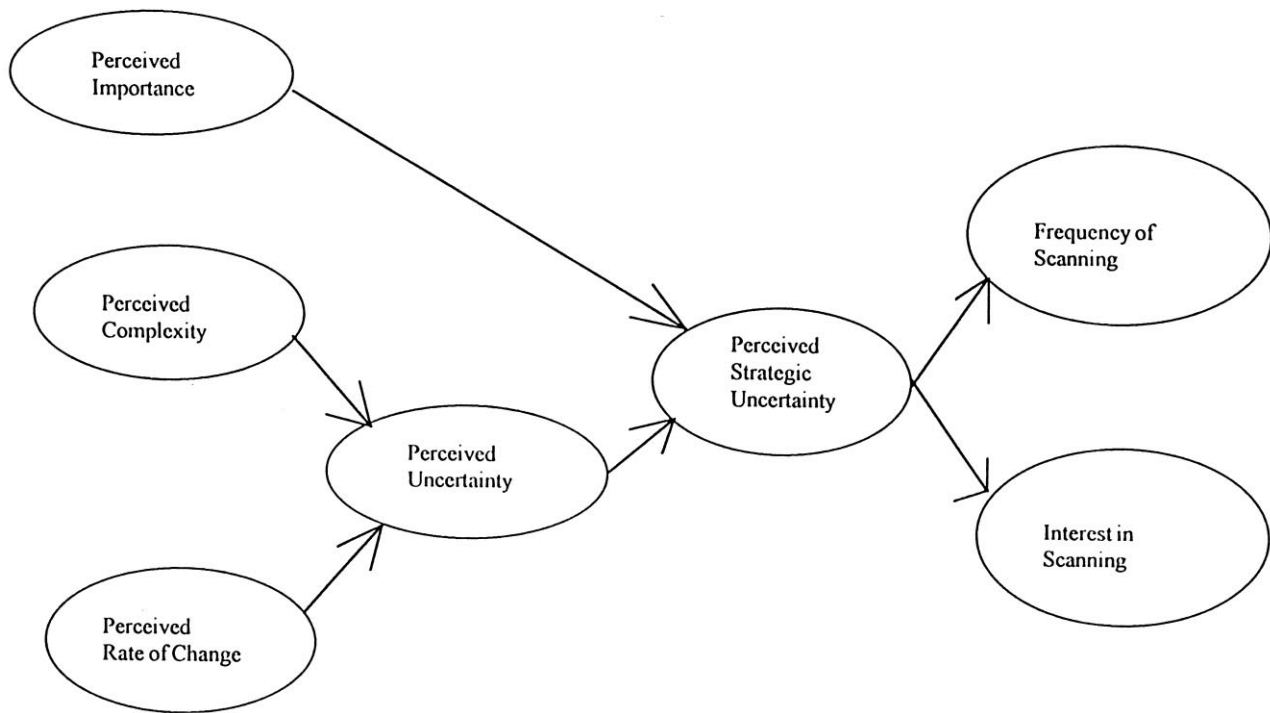 Perceived
Importance
Perceived
Complexity
Perceived
Rate of Change
Perceived
Uncertainty
Perceived
Strategic
Uncertainty
Frequency of
Scanning
Interest in
Scanning